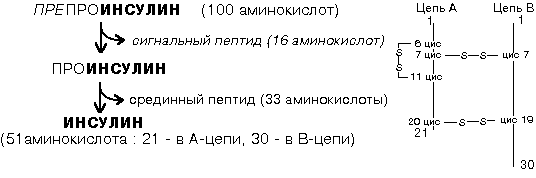 ПРЕПРОИНСУЛИН (100 аминокислот)
сигнальный пептид (16 аминокислот)
ПРОИНСУЛИН
срединный пептид (33 аминокислоты)
ИНСУЛИН
(51аминокислота : 21 - в А-цепи, 30 - в В-цепи)
Цепь А Цепь В
1 1
6 цис
S
S
7 цис S S цис 7
11 цис
20 цис S S цис 19
21
30